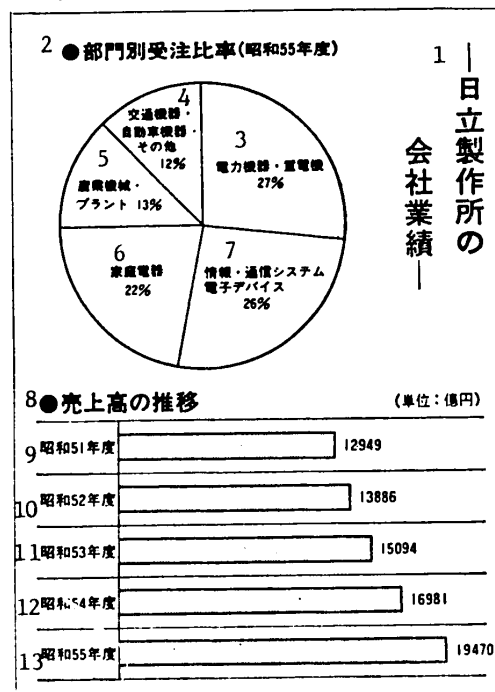 1 ―日立製作所の
会社業績―
2 ●部門別受注比率(昭和55年度)
3
電力機器・重電機
27%
4
交通機器・
自動車機器・
その他
12%
5
産業機械・
プラント 13%
6
家庭電器
22%
7
情報・通信システム
電子デバイス
26%
8 ●売上高の推移 (単位:億円)
9 昭和51年度 12949
10 昭和52年度 13886
11 昭和53年度 15094
12 昭和54年度 16981
13 昭和55年度 19470